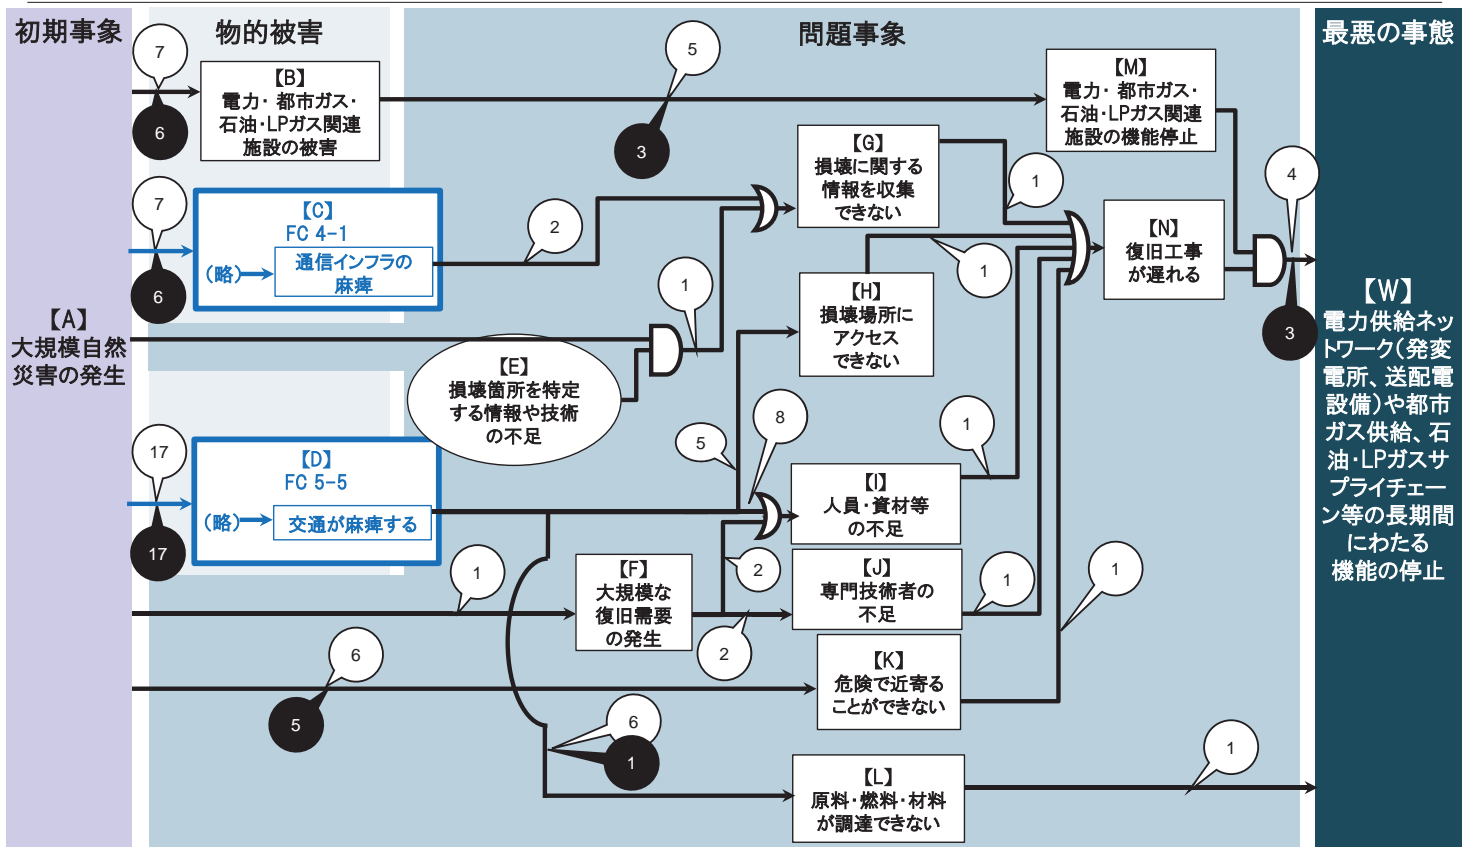 初期事象
物的被害
問題事象
最悪の事態
【A】
大規模自然
災害の発生
7
6
【B】
電力・都市ガス・
石油・LPガス関連
施設の被害
5
3
【M】
電力・都市ガス・
石油・LPガス関連
施設の機能停止
7
6
【C】
FC 4-1
(略)
通信インフラの
麻痺
2
【G】
損壊に関する
情報を収集
できない
1
【N】
復旧工事
が遅れる
4
3
1
【E】
損壊箇所を特定
する情報や技術
の不足
【H】
損壊場所に
アクセス
できない
1
17
17
【D】
FC 5-5
(略)
交通が麻痺する
5
8
【I】
人員・資材等
の不足
1
1
【F】
大規模な
復旧需要
の発生
2
2
【J】
専門技術者の
不足
1
1
6
5
【K】
危険で近寄る
ことができない
6
1
【L】
原料・燃料・材料
が調達できない
1
【W】
電力供給ネッ
トワーク(発変
電所、送配電
設備)や都市
ガス供給、石
油・LPガスサ
プライチェー
ン等の長期間
にわたる
機能の停止